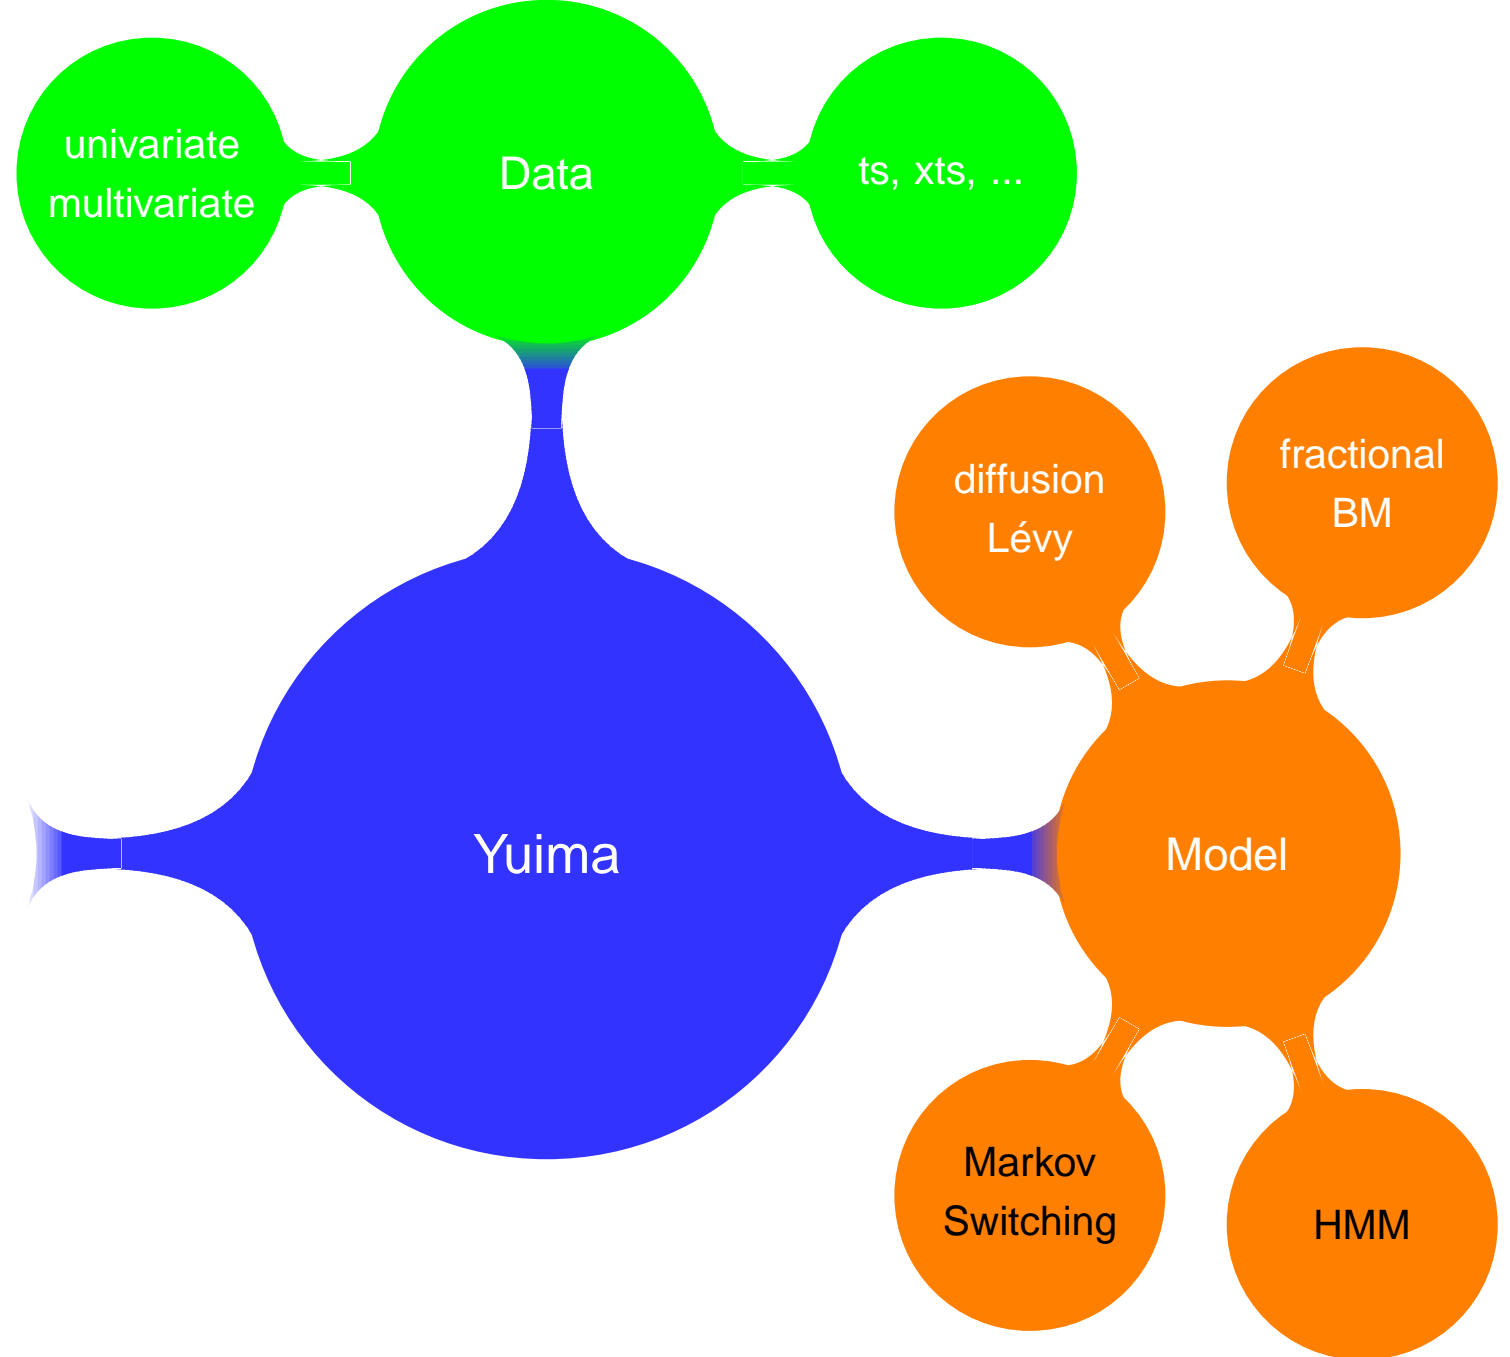 univariate
multivariate
Data
ts, xts, ...
diffusion
Lévy
fractional
BM
Yuima
Model
Markov
Switching
HMM